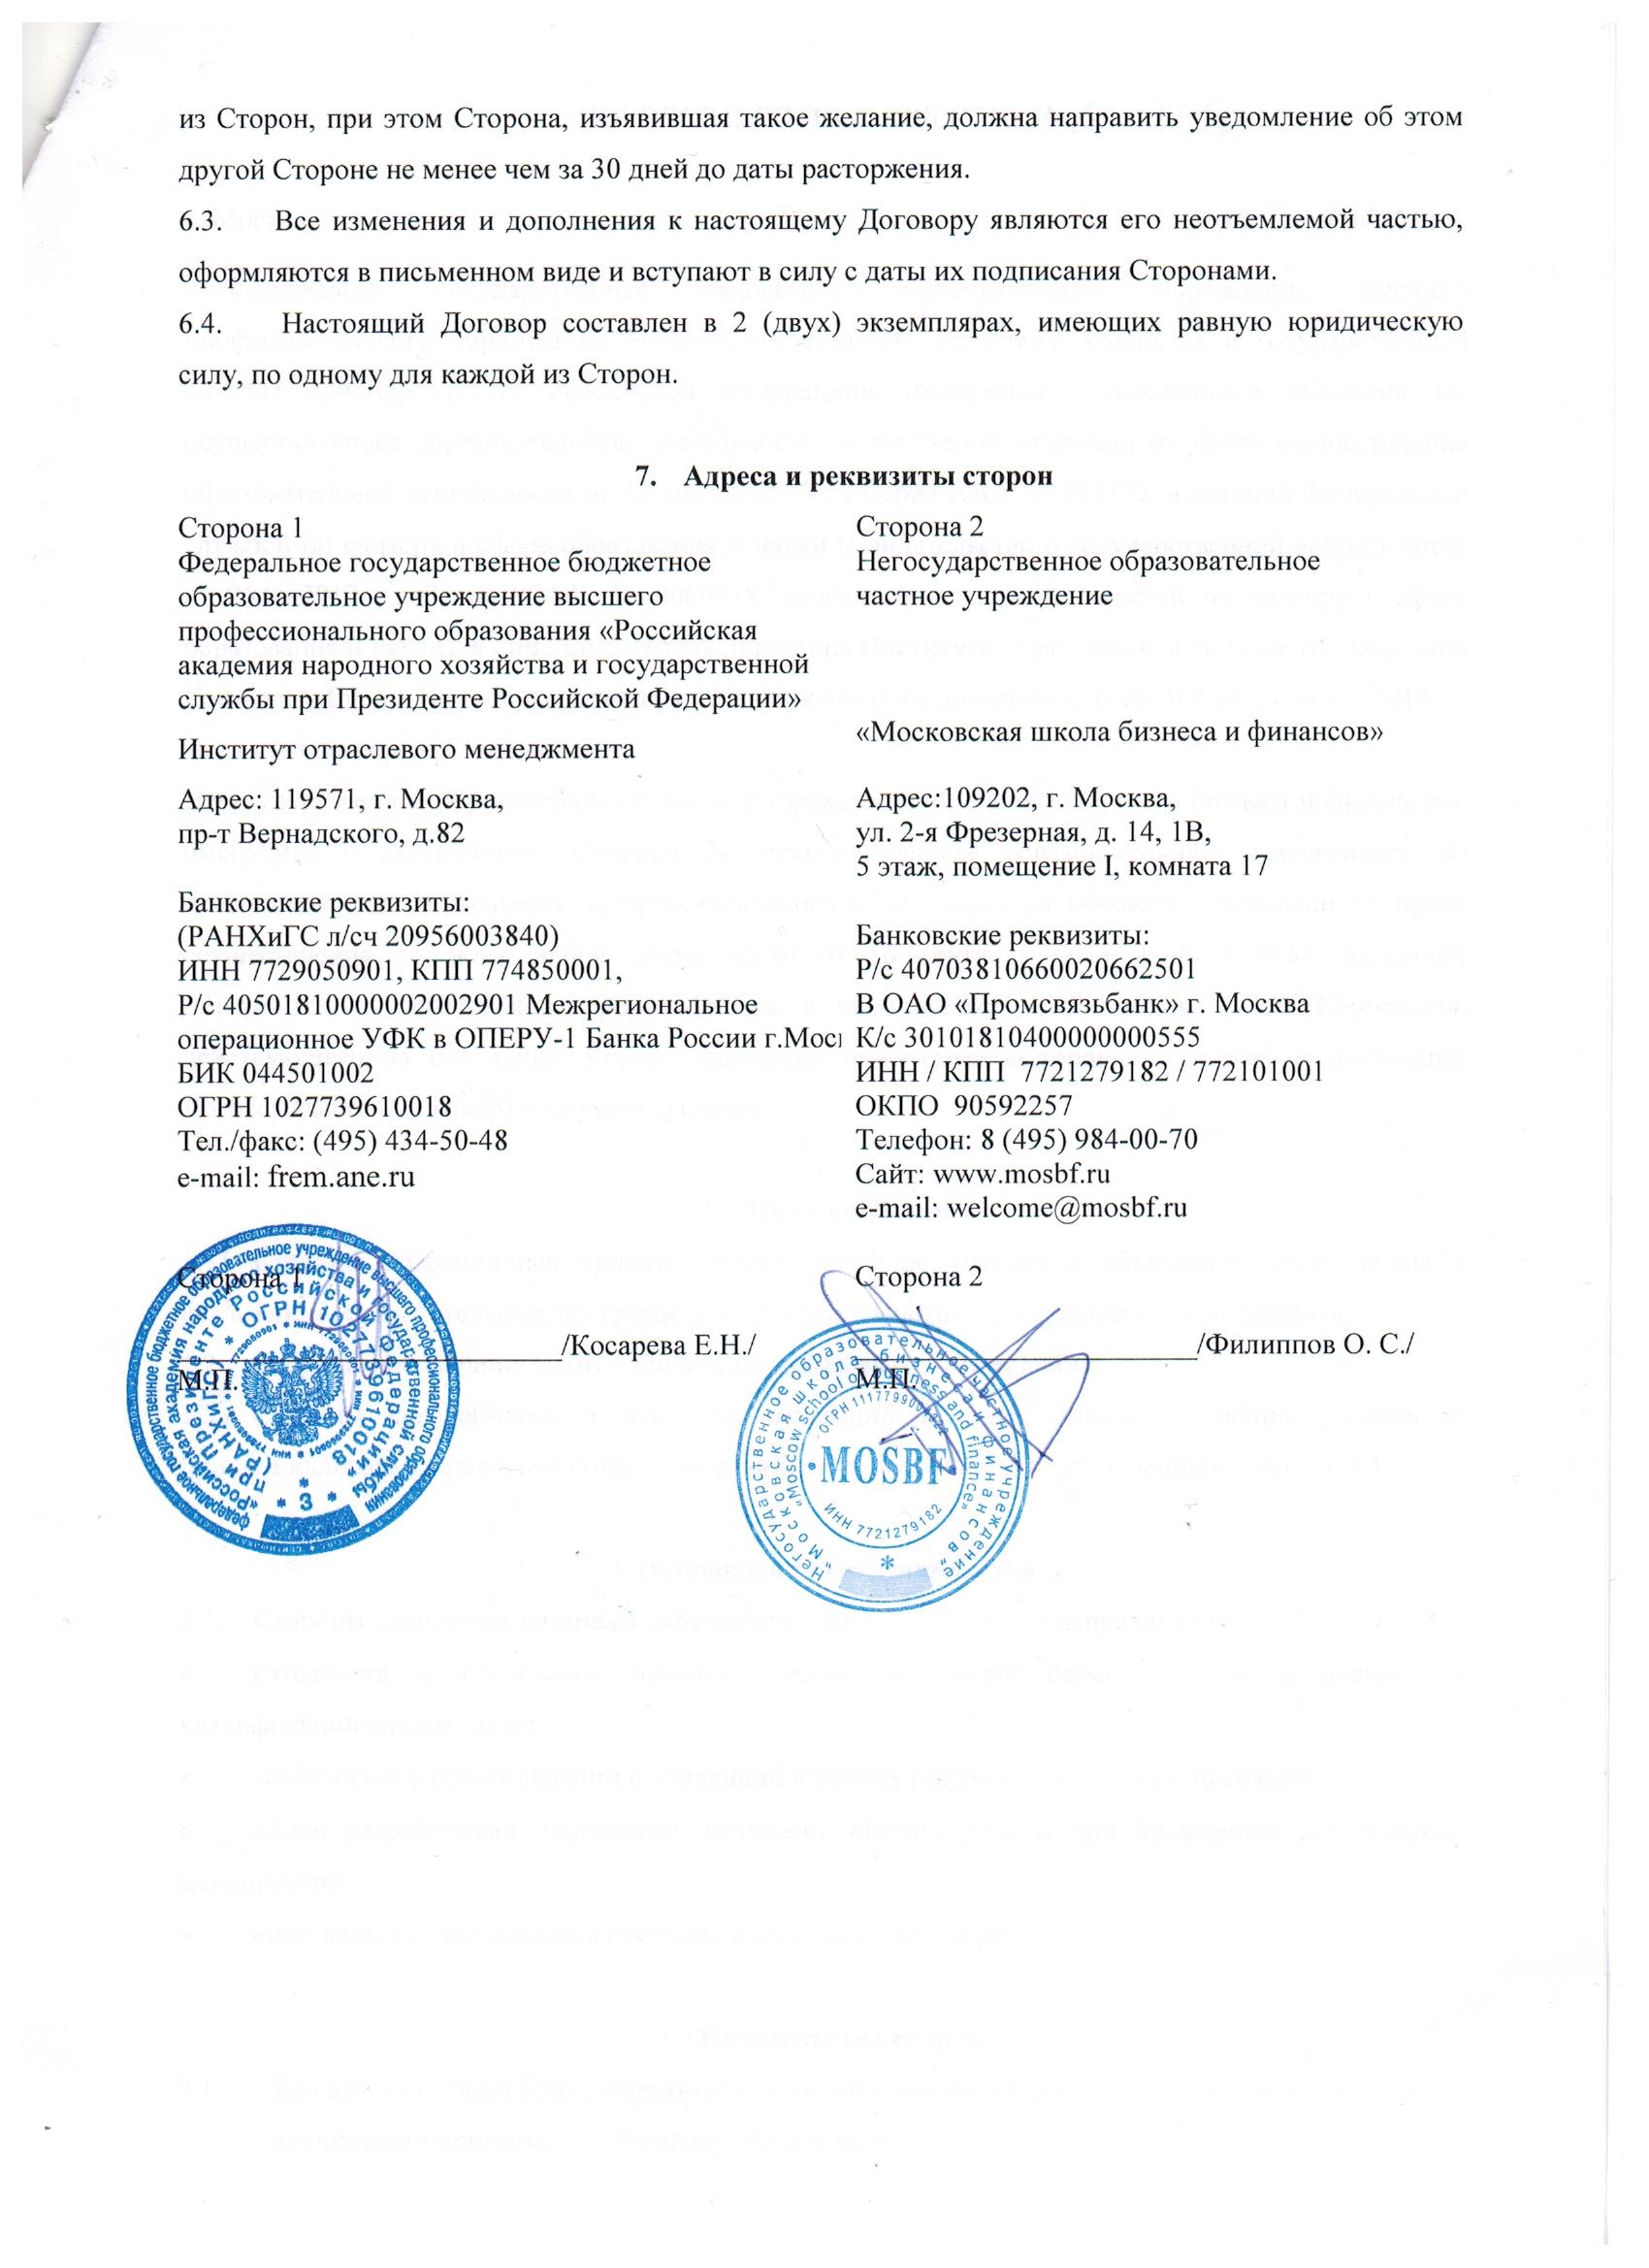 из Сторон, при этом Сторона, изъявившая такое желание, должна направить уведомление об этом
другой Стороне не менее чем за 30 дней до даты расторжения.
6.3. Все изменения и дополнения к настоящему Договору являются его неотъемлемой частью,
оформляются в письменном виде и вступают в силу с даты их подписания Сторонами.
6.4. Настоящий Договор составлен в 2 (двух) экземплярах, имеющих равную юридическую
силу, по одному для каждой из Сторон.
7. Адреса и реквизиты сторон
Сторона 1
Федеральное государственное бюджетное
образовательное учреждение высшего
профессионального образования «Российская
академия народного хозяйства и государственной
службы при Президенте Российской Федерации»
Институт отраслевого менеджмента
Адрес: 119571, г. Москва,
пр-т Вернадского, д.82
Банковские реквизиты:
(РАНХиГС л/сч 20956003840)
ИНН 7729050901, КПП 774850001,
Р/с 40501810000002002901 Межрегиональное
операционное УФК в ОПЕРУ-1 Банка России г.Мос
БИК 044501002
ОГРН 1027739610018
Тел./факс: (495) 434-50-48
e-mail: frem.ane.ru
Сторона 1
/Косарева Е.Н./
М.П.
Сторона 2
Негосударственное образовательное
частное учреждение
«Московская школа бизнеса и финансов»
Адрес:109202, г. Москва,
ул. 2-я Фрезерная, д. 14, 1В,
5 этаж, помещение I, комната 17
Банковские реквизиты:
Р/с 40703810660020662501
В ОАО «Промсвязьбанк» г. Москва
К/с 30101810400000000555
ИНН / КПП 7721279182 / 772101001
ОКПО 90592257
Телефон: 8 (495) 984-00-70
Сайт: www.mosbf.ru
e-mail: welcome@mosbf.ru
Сторона 2
/Филиппов О. С./
М.П.
федеральное государственное бюджетное образовательное учреждение высшего профессионального образования
«Российская академия народного хозяйства и государственной службы
при Президенте Российской Федерации»
(РАНХиГС) * ОГРН 1027739610018
* 3 *
Негосударственное образовательное частное учреждение
"Московская школа бизнеса и финансов"
"Moscow school of business and finance"
MOSBF
ИНН 7721279182